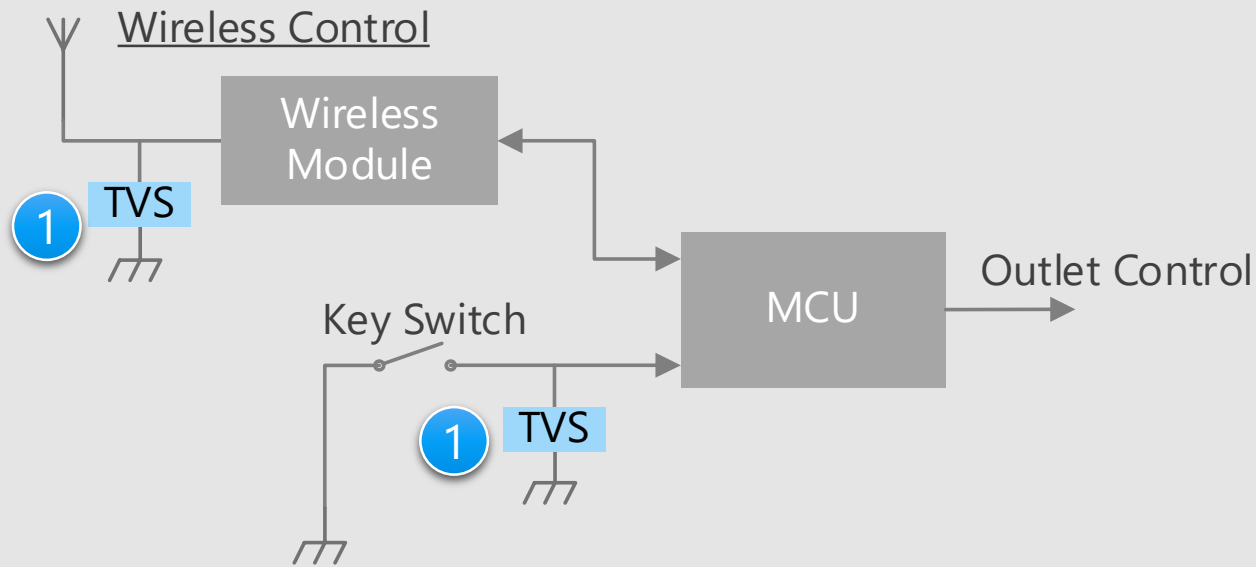 Wireless Control
Wireless
Module
TVS
1
MCU
Outlet Control
Key Switch
TVS
1